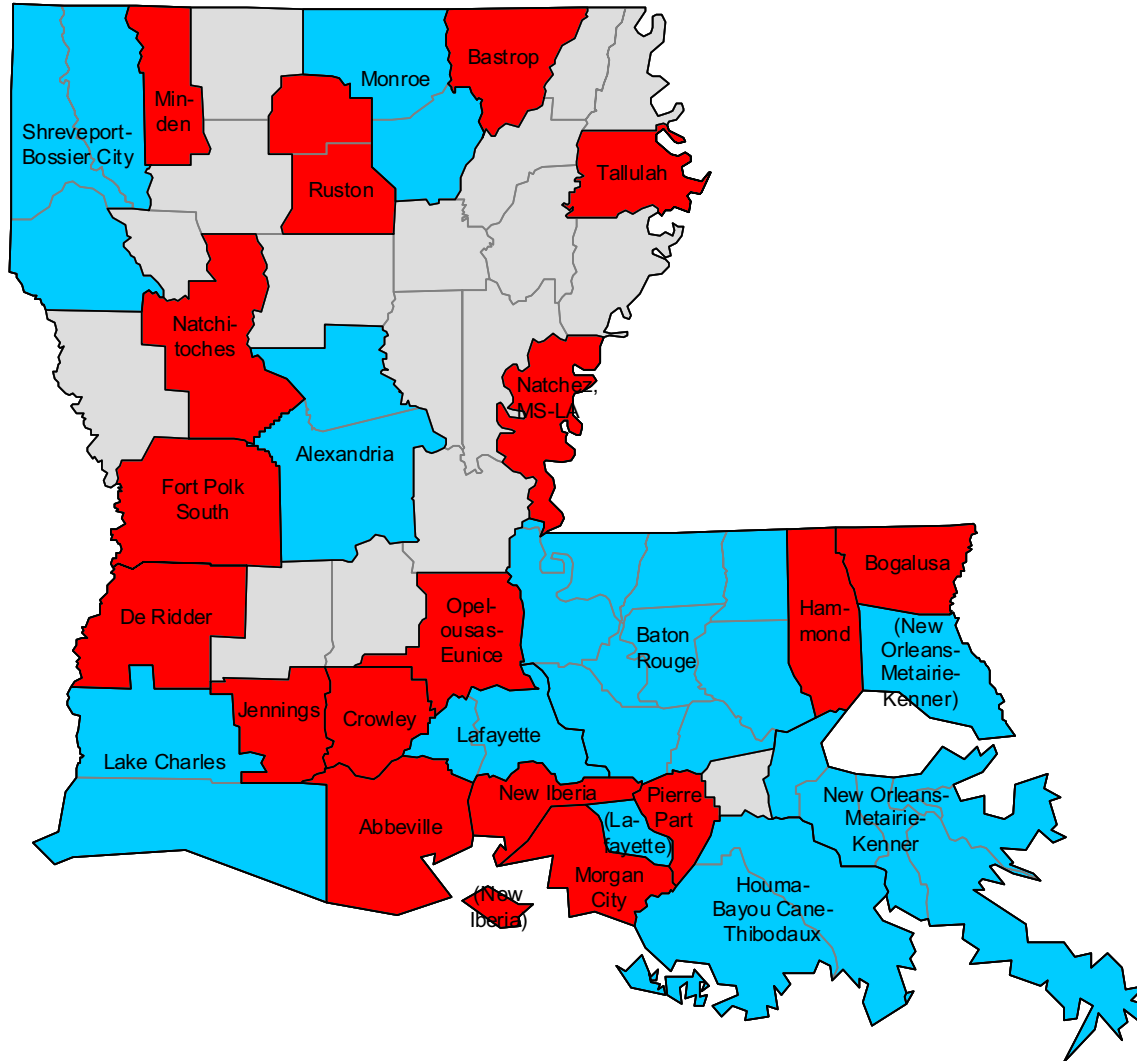 Min-
den
Monroe
Bastrop
Shreveport-
Bossier City
Ruston
Tallulah
Natchi-
toches
Natchez,
MS-LA
Alexandria
Fort Polk
South
De Ridder
Opel-
ousas-
Eunice
Baton
Rouge
Ham-
mond
Bogalusa
(New
Orleans-
Metairie-
Kenner)
Jennings
Crowley
Lafayette
Lake Charles
New Iberia
Pierre
Part
New Orleans-
Metairie-
Kenner
Abbeville
(La-
fayette)
Morgan
City
(New
Iberia)
Houma-
Bayou Cane-
Thibodaux